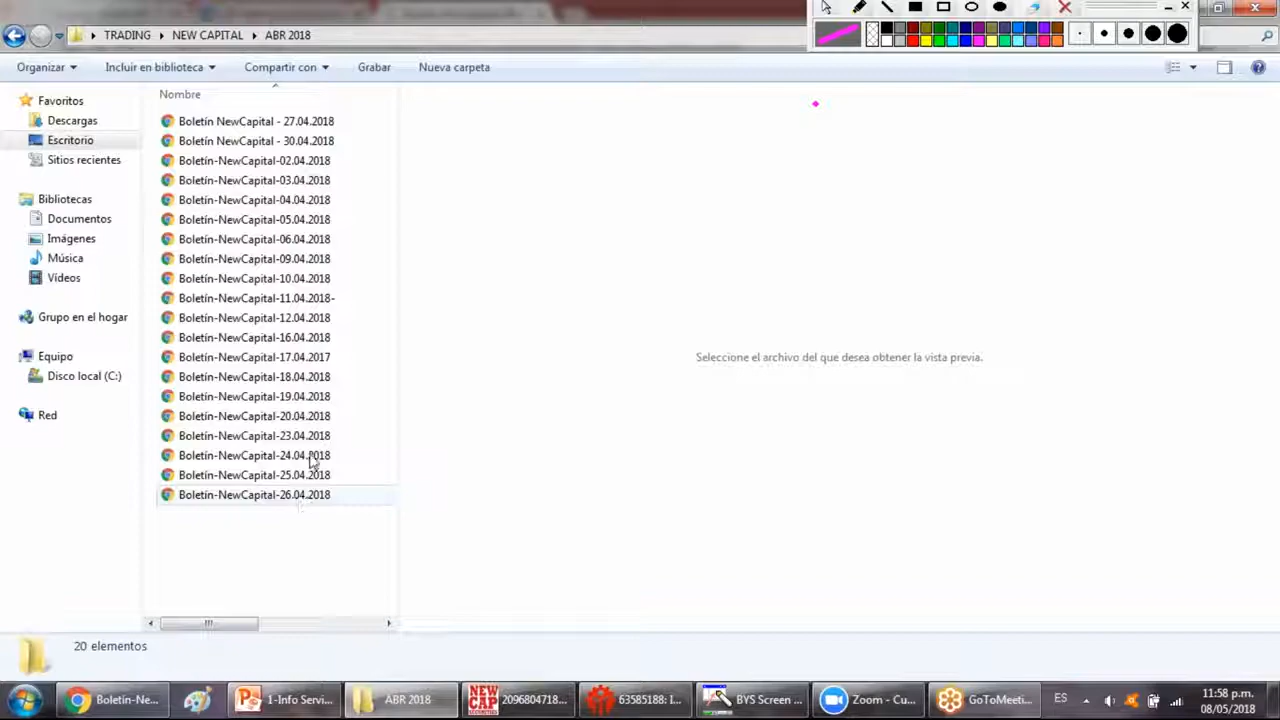 TRADING NEW CAPITAL ABR 2018
Organizar Incluir en biblioteca Compartir con Grabar Nueva carpeta
Nombre
Favoritos
Descargas
Escritorio
Sitios recientes
Bibliotecas
Documentos
Imágenes
Música
Vídeos
Grupo en el hogar
Equipo
Disco local (C:)
Red
Boletín NewCapital - 27.04.2018
Boletín NewCapital - 30.04.2018
Boletín-NewCapital-02.04.2018
Boletín-NewCapital-03.04.2018
Boletín-NewCapital-04.04.2018
Boletín-NewCapital-05.04.2018
Boletín-NewCapital-06.04.2018
Boletín-NewCapital-09.04.2018
Boletín-NewCapital-10.04.2018
Boletín-NewCapital-11.04.2018-
Boletín-NewCapital-12.04.2018
Boletín-NewCapital-16.04.2018
Boletín-NewCapital-17.04.2017
Boletín-NewCapital-18.04.2018
Boletín-NewCapital-19.04.2018
Boletín-NewCapital-20.04.2018
Boletín-NewCapital-23.04.2018
Boletín-NewCapital-24.04.2018
Boletín-NewCapital-25.04.2018
Boletín-NewCapital-26.04.2018
Seleccione el archivo del que desea obtener la vista previa.
20 elementos
Boletín-Ne... 1-Info Sevi... ABR 2018 NEW CAP 2096804718... 63585188: I... BYS Screen ... Zoom - Cu... GoToMeeti... ES 11:58 p.m.
08/05/2018